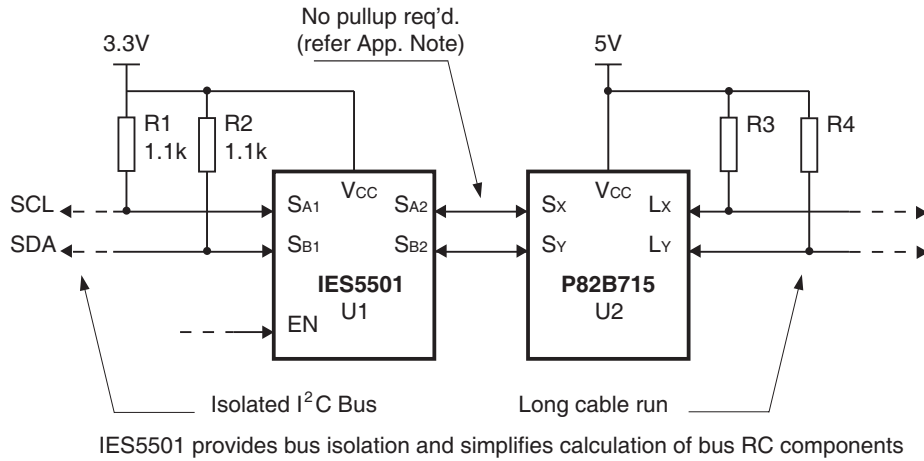 No pullup req'd.
(refer App. Note)
3.3V
5V
R1
1.1k
R2
1.1k
R3
R4
VCC
VCC
SCL
SA1
SA2
SX
LX
SDA
SB1
SB2
SY
LY
IES5501
U1
P82B715
U2
EN
Isolated I²C Bus
Long cable run
IES5501 provides bus isolation and simplifies calculation of bus RC components